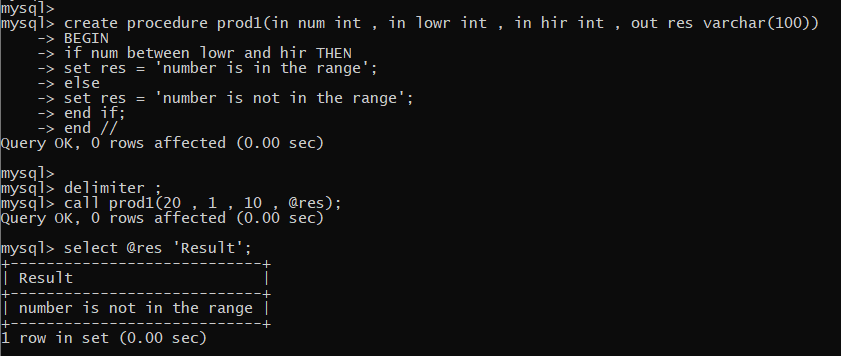 mysql>
mysql> create procedure prod1(in num int , in lowr int , in hir int , out res varchar(100))
    -> BEGIN
    -> if num between lowr and hir THEN
    -> set res = 'number is in the range';
    -> else
    -> set res = 'number is not in the range';
    -> end if;
    -> end //
Query OK, 0 rows affected (0.00 sec)

mysql>
mysql> delimiter ;
mysql> call prod1(20 , 1 , 10 , @res);
Query OK, 0 rows affected (0.00 sec)

mysql> select @res 'Result';
+----------------------------+
| Result                     |
+----------------------------+
| number is not in the range |
+----------------------------+
1 row in set (0.00 sec)